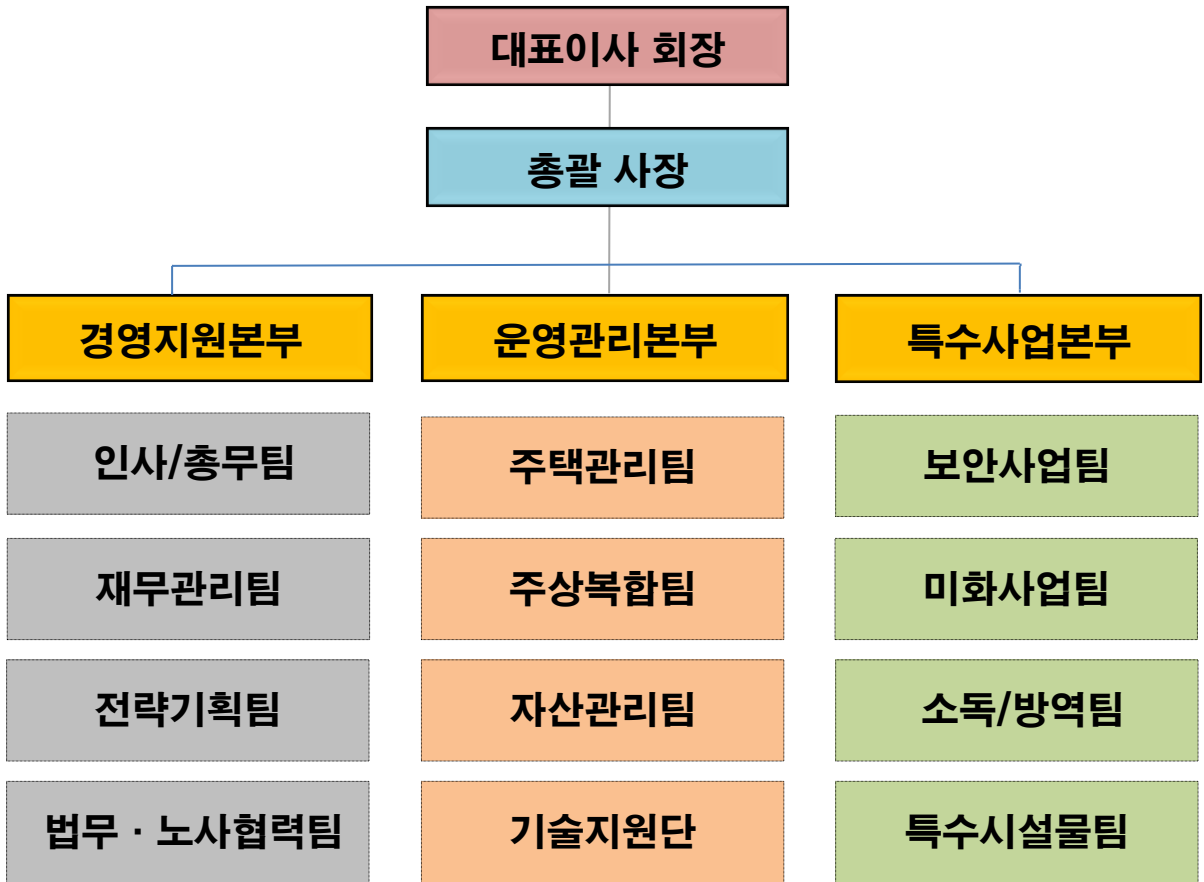 대표이사 회장
총괄 사장
경영지원본부
운영관리본부
특수사업본부
인사/총무팀
주택관리팀
보안사업팀
재무관리팀
주상복합팀
미화사업팀
전략기획팀
자산관리팀
소독/방역팀
법무 · 노사협력팀
기술지원단
특수시설물팀